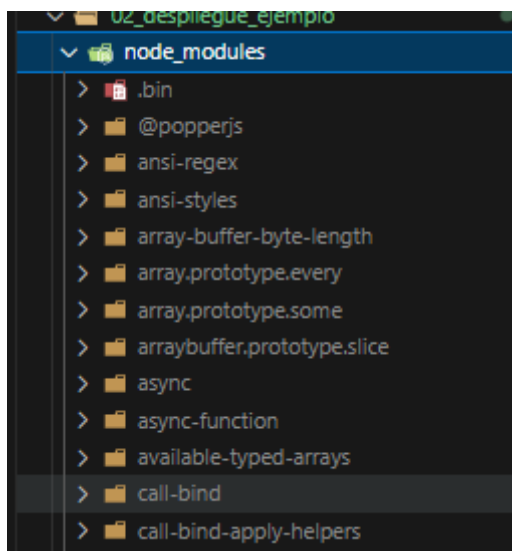 02_despliegue_ejemplo
node_modules
.bin
@popperjs
ansi-regex
ansi-styles
array-buffer-byte-length
array.prototype.every
array.prototype.some
arraybuffer.prototype.slice
async
async-function
available-typed-arrays
call-bind
call-bind-apply-helpers